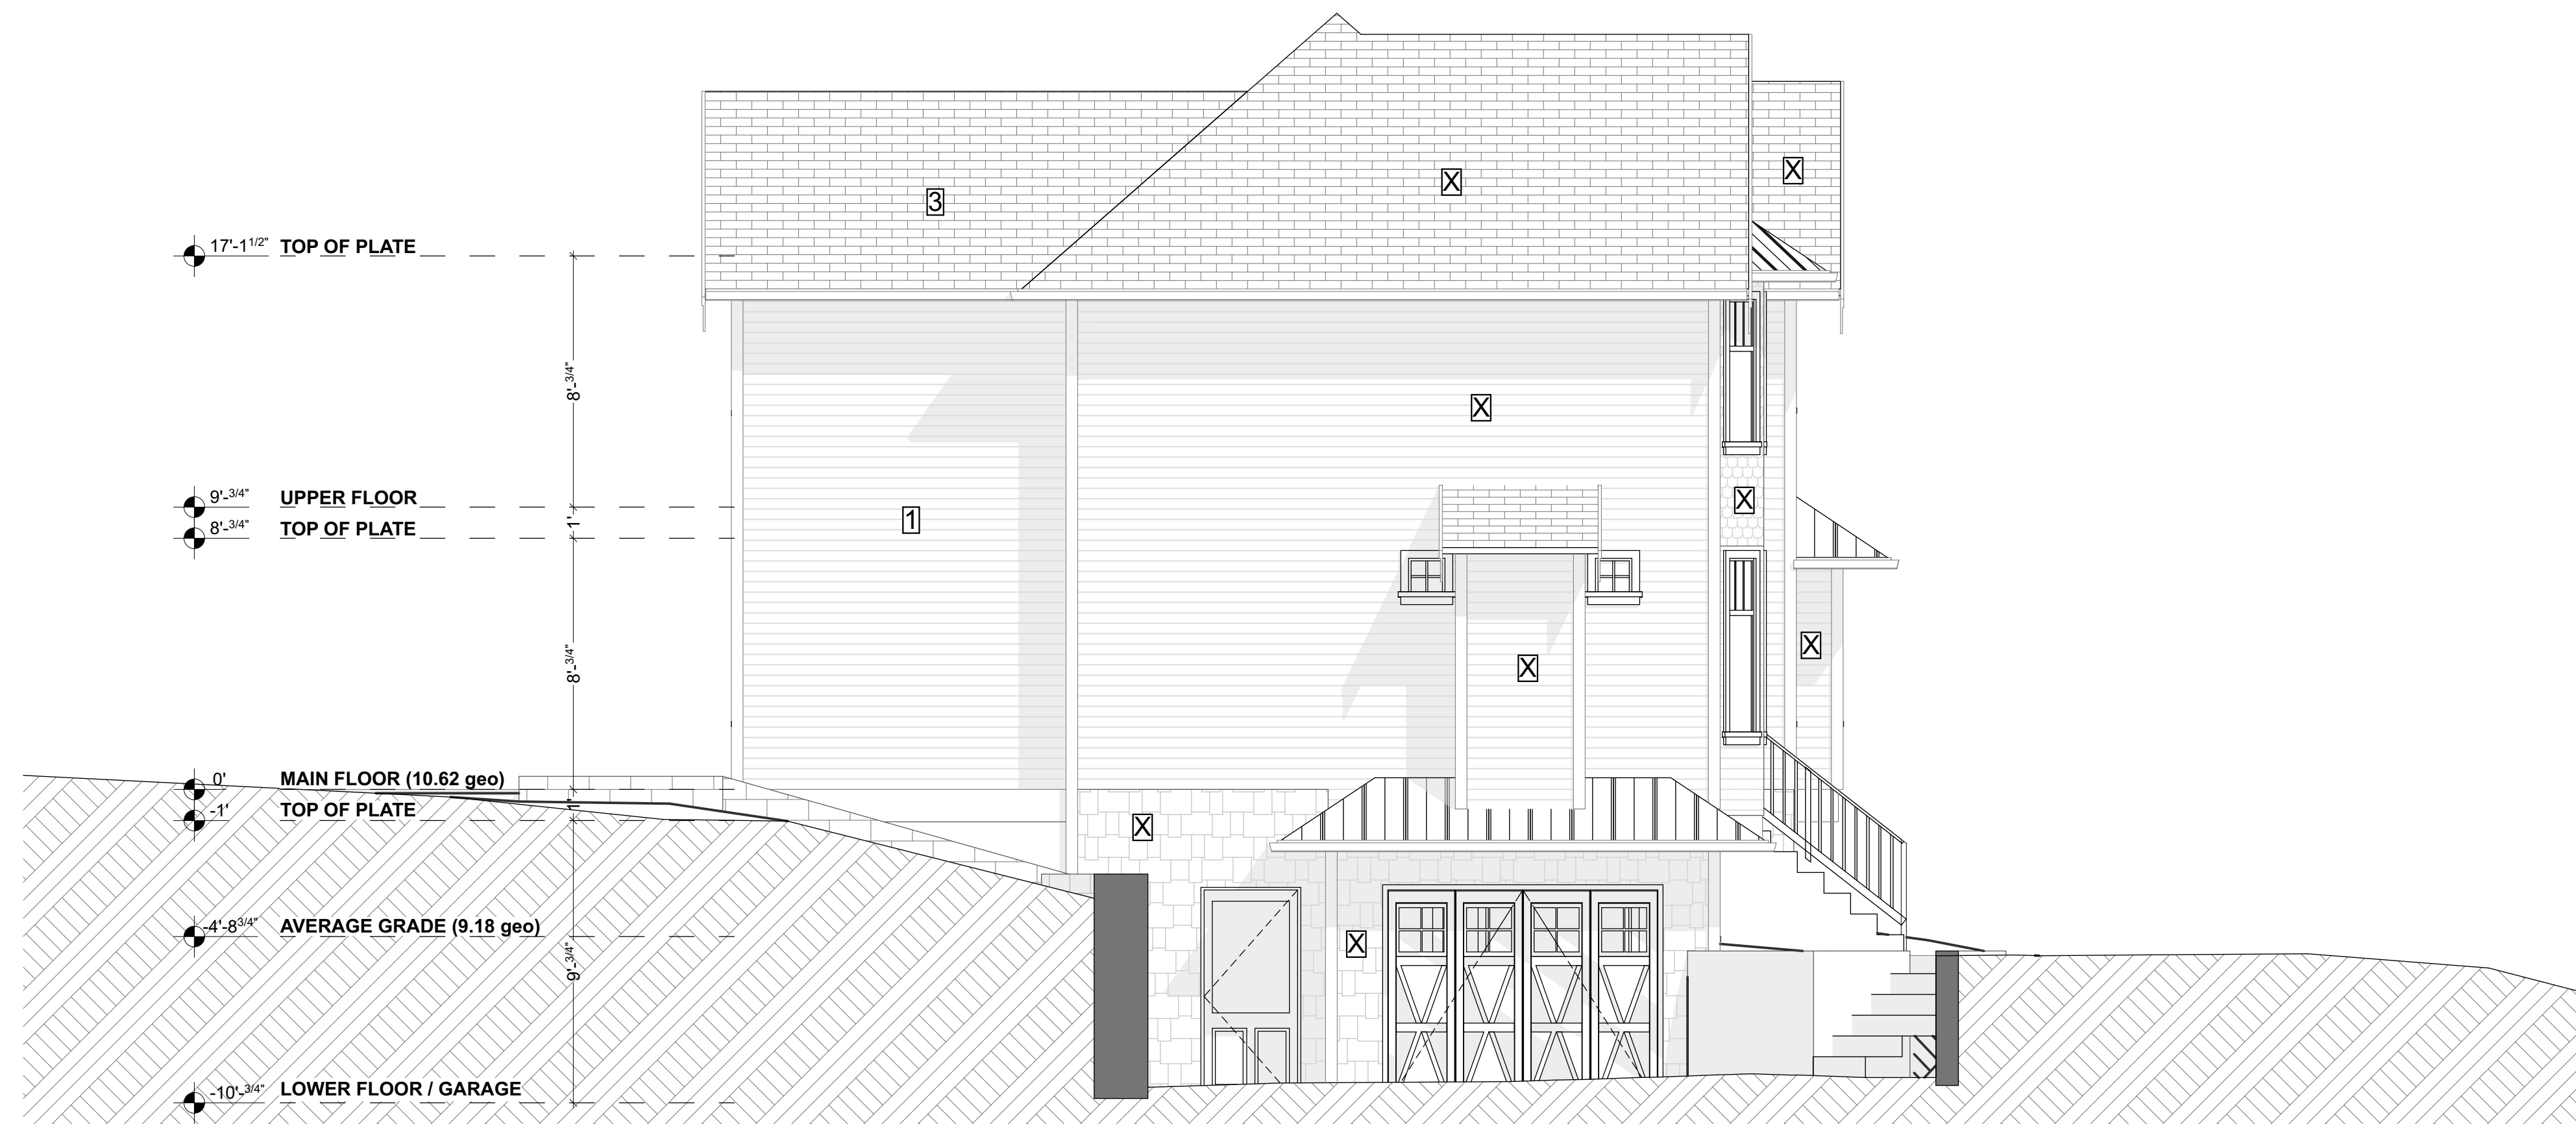 X
3
X
17'-1 1/2" TOP OF PLATE
8'-3/4"
X
9'-3/4" UPPER FLOOR
X
1
1'
8'-3/4" TOP OF PLATE
X
8'-3/4"
X
0' MAIN FLOOR (10.62 geo)
1'
-1' TOP OF PLATE
X
-4'-8 3/4" AVERAGE GRADE (9.18 geo)
X
9'-3/4"
-10'-3/4" LOWER FLOOR / GARAGE